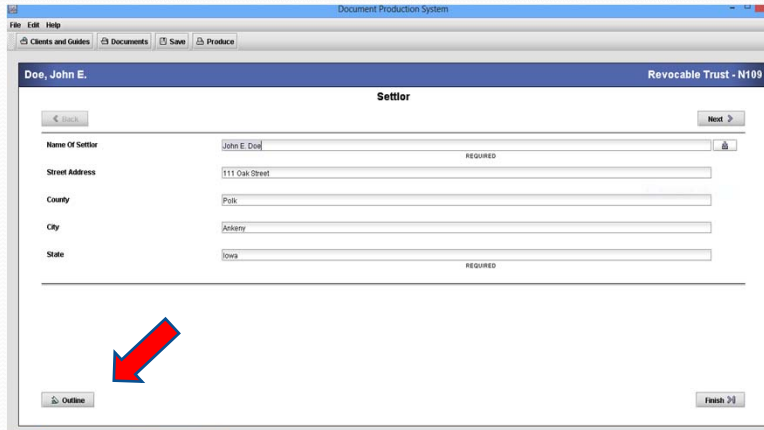 Document Production System
File Edit Help
Clients and Guides Documents Save Produce
Doe, John E. Revocable Trust - N109
Settlor
Back Next
Name Of Settlor John E. Doe
REQUIRED
Street Address 111 Oak Street
County Polk
City Ankeny
State Iowa
REQUIRED
Outline Finish